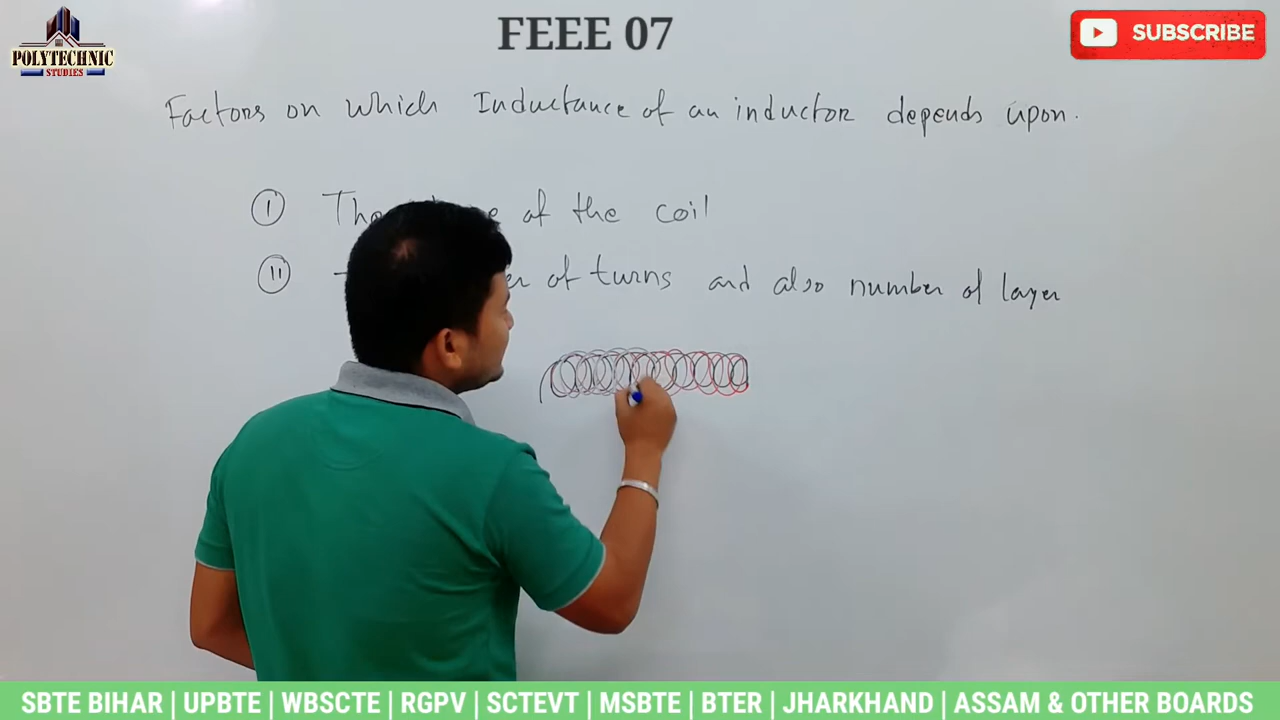 POLYTECHNIC
STUDIES
FEEE 07
SUBSCRIBE
Factors on which Inductance of an inductor depends upon.
I The of the coil
II of turns and also number of layer
SBTE BIHAR | UPBTE | WBSCTE | RGPV | SCTEVT | MSBTE | BTER | JHARKHAND | ASSAM & OTHER BOARDS